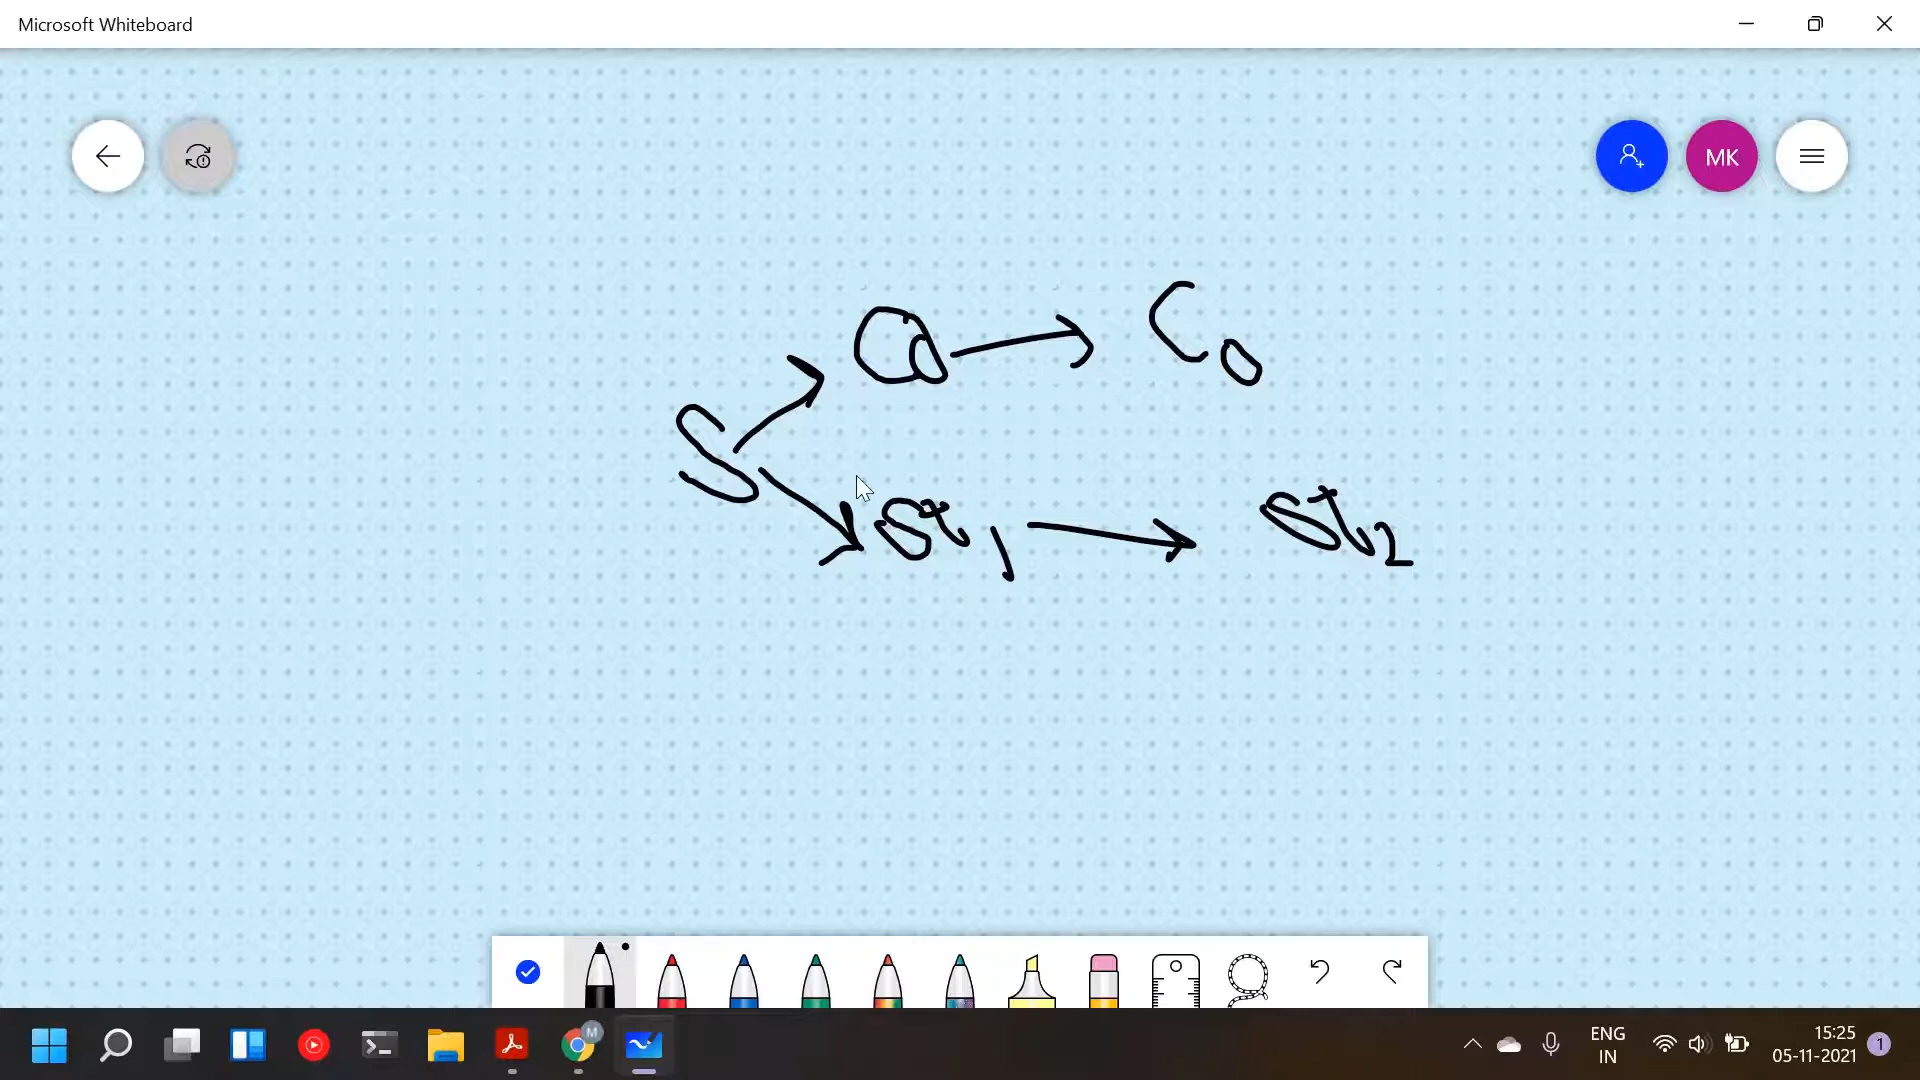 Microsoft Whiteboard
MK
Co
S
St1
St2
M
ENG
IN
15:25
05-11-2021
1